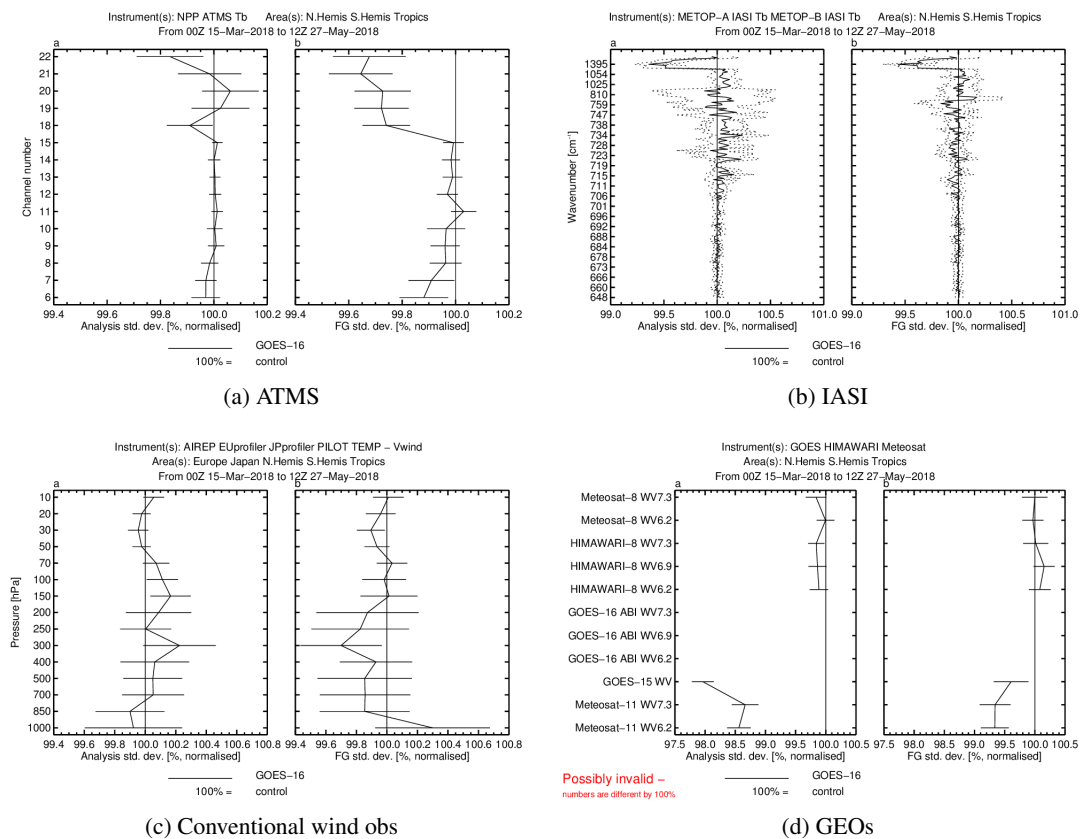 Instrument(s): NPP ATMS Tb Area(s): N.Hemis S.Hemis Tropics
From 00Z 15−Mar−2018 to 12Z 27−May−2018
a
b
22
21
20
19
18
15
14
13
12
11
10
9
8
7
6
Channel number
99.4 99.6 99.8 100.0 100.2
99.4 99.6 99.8 100.0 100.2
Analysis std. dev. [%, normalised]
FG std. dev. [%, normalised]
GOES−16
100% = control
(a) ATMS
Instrument(s): METOP−A IASI Tb METOP−B IASI Tb Area(s): N.Hemis S.Hemis Tropics
From 00Z 15−Mar−2018 to 12Z 27−May−2018
a
b
1395
1054
1025
810
759
747
738
734
728
723
719
715
711
706
701
696
692
688
684
678
673
666
660
648
Wavenumber [cm⁻¹]
99.0 99.5 100.0 100.5 101.0
99.0 99.5 100.0 100.5 101.0
Analysis std. dev. [%, normalised]
FG std. dev. [%, normalised]
GOES−16
100% = control
(b) IASI
Instrument(s): AIREP EUprofiler JPprofiler PILOT TEMP − Vwind
Area(s): Europe Japan N.Hemis S.Hemis Tropics
From 00Z 15−Mar−2018 to 12Z 27−May−2018
a
b
10
20
30
50
70
100
150
200
250
300
400
500
700
850
1000
Pressure [hPa]
99.4 99.6 99.8 100.0 100.2 100.4 100.6 100.8
99.4 99.6 99.8 100.0 100.2 100.4 100.6 100.8
Analysis std. dev. [%, normalised]
FG std. dev. [%, normalised]
GOES−16
100% = control
(c) Conventional wind obs
Instrument(s): GOES HIMAWARI Meteosat
Area(s): N.Hemis S.Hemis Tropics
From 00Z 15−Mar−2018 to 12Z 27−May−2018
a
b
Meteosat−8 WV7.3
Meteosat−8 WV6.2
HIMAWARI−8 WV7.3
HIMAWARI−8 WV6.9
HIMAWARI−8 WV6.2
GOES−16 ABI WV7.3
GOES−16 ABI WV6.9
GOES−16 ABI WV6.2
GOES−15 WV
Meteosat−11 WV7.3
Meteosat−11 WV6.2
97.5 98.0 98.5 99.0 99.5 100.0 100.5
97.5 98.0 98.5 99.0 99.5 100.0 100.5
Analysis std. dev. [%, normalised]
FG std. dev. [%, normalised]
Possibly invalid −
numbers are different by 100%
GOES−16
100% = control
(d) GEOs